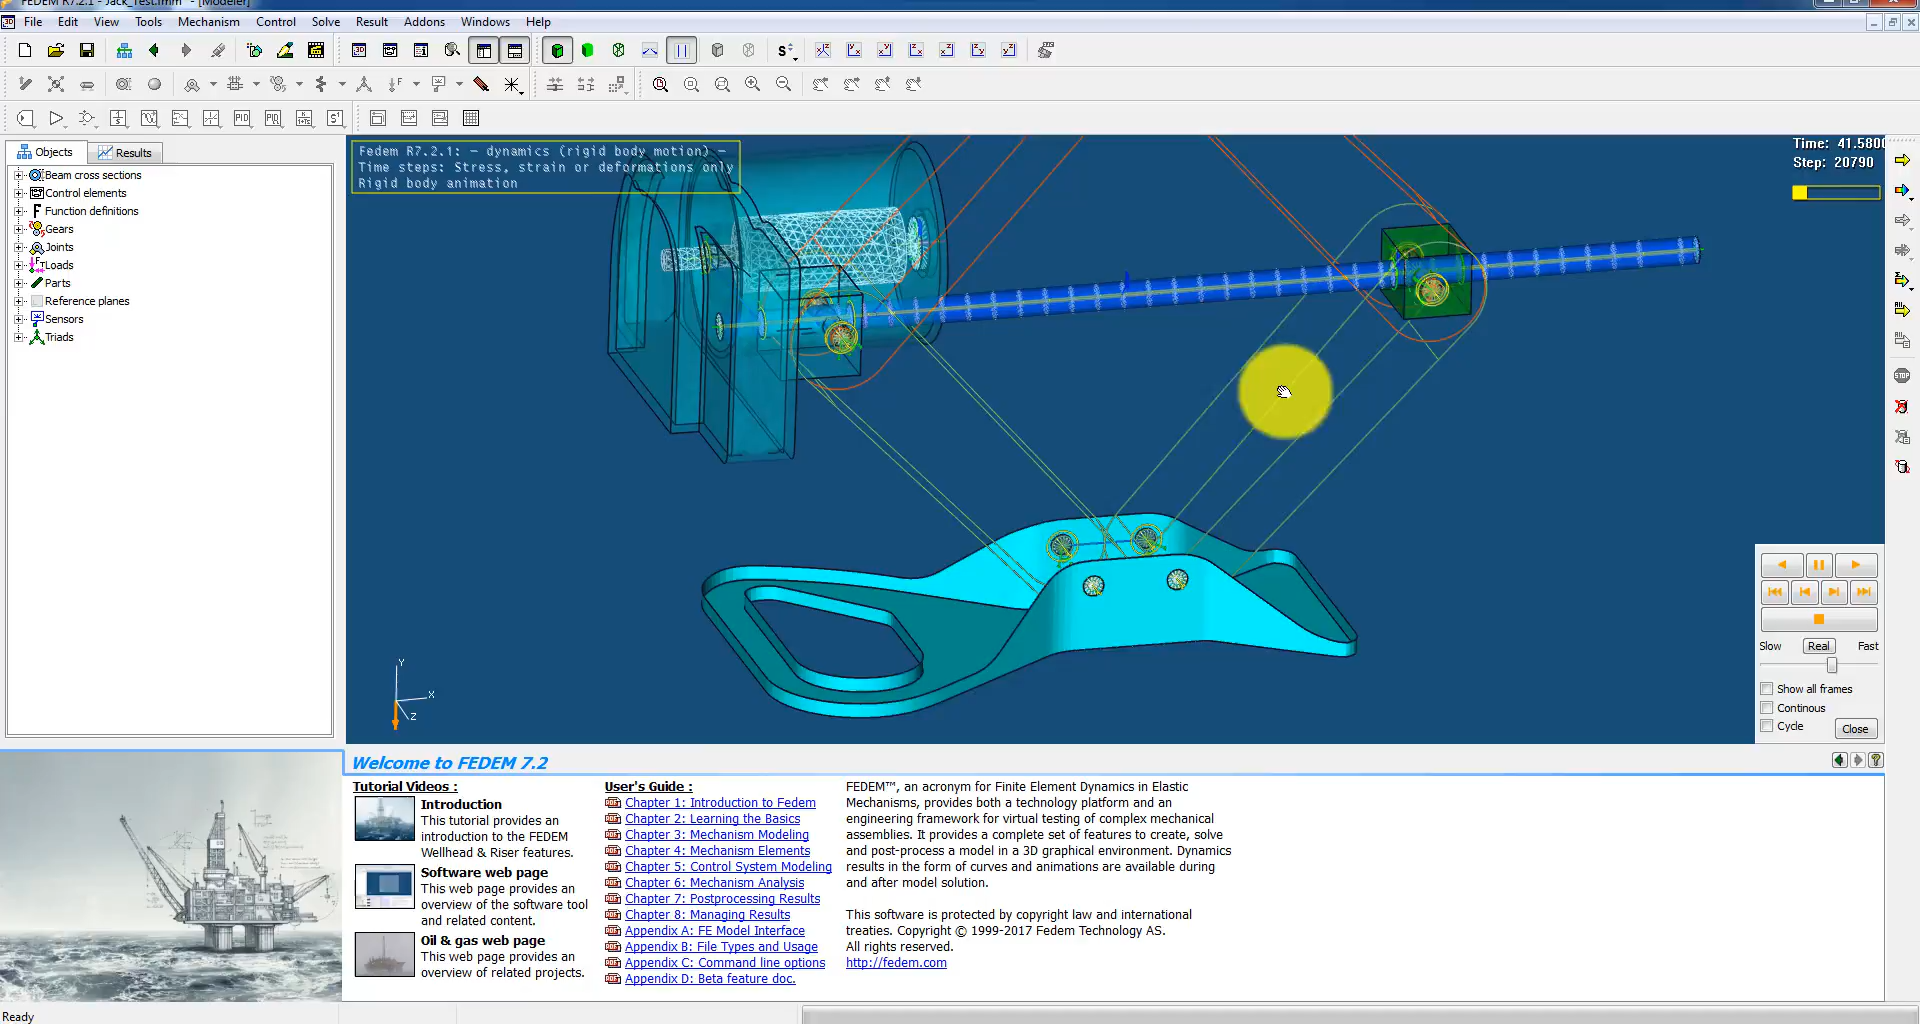 FEDEM R7.2.1 - Jack_Test.fmm - [Modeler]
File Edit View Tools Mechanism Control Solve Result Addons Windows Help
Objects Results
Beam cross sections
Control elements
Function definitions
Gears
Joints
Loads
Parts
Reference planes
Sensors
Triads
Fedem R7.2.1: - dynamics (rigid body motion) -
Time steps: Stress, strain or deformations only
Rigid body animation
Time: 41.5800
Step: 20790
Y
X
Z
Slow Real Fast
Show all frames
Continous
Cycle Close
Welcome to FEDEM 7.2
Tutorial Videos :
Introduction
This tutorial provides an
introduction to the FEDEM
Wellhead & Riser features.
Software web page
This web page provides an
overview of the software tool
and related content.
Oil & gas web page
This web page provides an
overview of related projects.
User's Guide :
Chapter 1: Introduction to Fedem
Chapter 2: Learning the Basics
Chapter 3: Mechanism Modeling
Chapter 4: Mechanism Elements
Chapter 5: Control System Modeling
Chapter 6: Mechanism Analysis
Chapter 7: Postprocessing Results
Chapter 8: Managing Results
Appendix A: FE Model Interface
Appendix B: File Types and Usage
Appendix C: Command line options
Appendix D: Beta feature doc.
FEDEM™, an acronym for Finite Element Dynamics in Elastic
Mechanisms, provides both a technology platform and an
engineering framework for virtual testing of complex mechanical
assemblies. It provides a complete set of features to create, solve
and post-process a model in a 3D graphical environment. Dynamics
results in the form of curves and animations are available during
and after model solution.
This software is protected by copyright law and international
treaties. Copyright © 1999-2017 Fedem Technology AS.
All rights reserved.
http://fedem.com
Ready